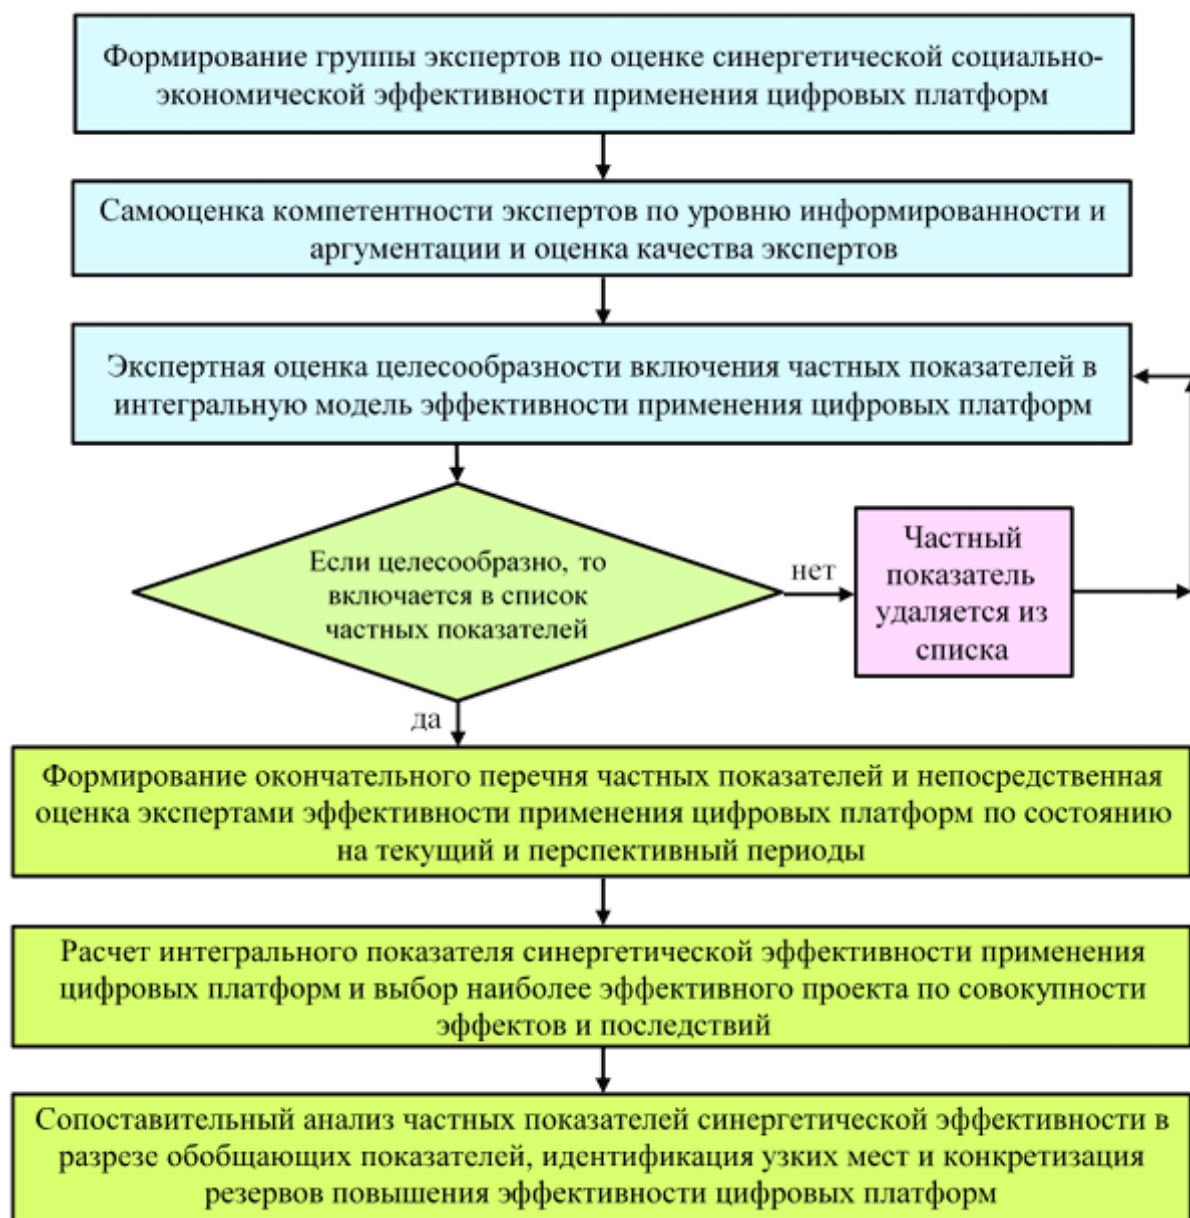 Формирование группы экспертов по оценке синергетической социально-
экономической эффективности применения цифровых платформ
Самооценка компетентности экспертов по уровню информированности и
аргументации и оценка качества экспертов
Экспертная оценка целесообразности включения частных показателей в
интегральную модель эффективности применения цифровых платформ
Если целесообразно, то
включается в список
частных показателей
нет
Частный
показатель
удаляется из
списка
да
Формирование окончательного перечня частных показателей и непосредственная
оценка экспертами эффективности применения цифровых платформ по состоянию
на текущий и перспективный периоды
Расчет интегрального показателя синергетической эффективности применения
цифровых платформ и выбор наиболее эффективного проекта по совокупности
эффектов и последствий
Сопоставительный анализ частных показателей синергетической эффективности в
разрезе обобщающих показателей, идентификация узких мест и конкретизация
резервов повышения эффективности цифровых платформ